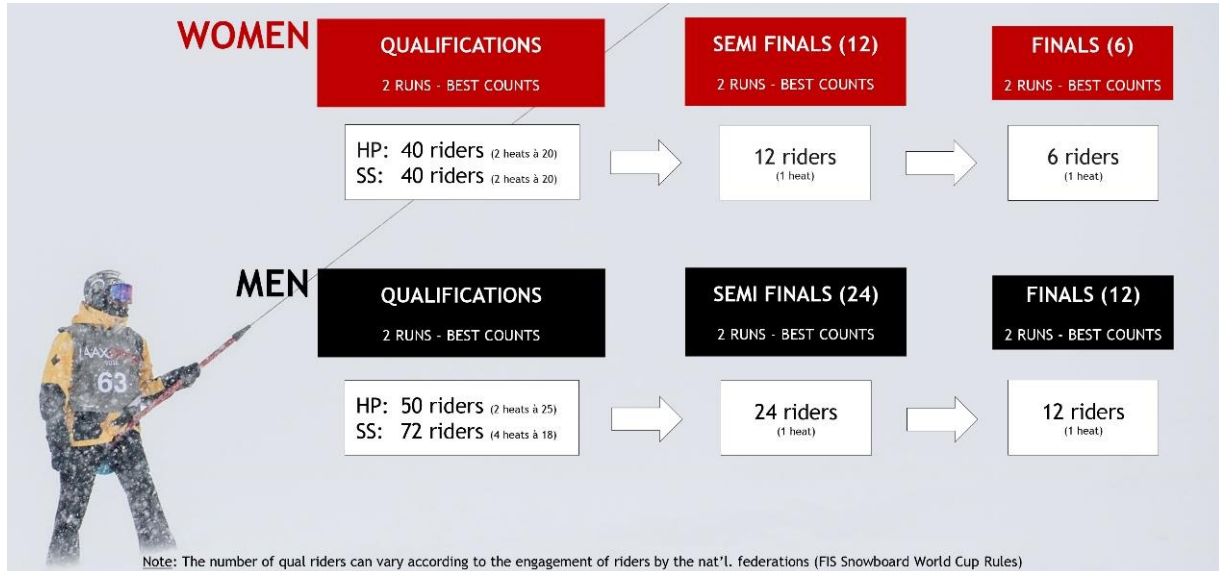 WOMEN
QUALIFICATIONS
2 RUNS - BEST COUNTS
SEMI FINALS (12)
2 RUNS - BEST COUNTS
FINALS (6)
2 RUNS - BEST COUNTS
HP: 40 riders (2 heats à 20)
SS: 40 riders (2 heats à 20)
12 riders
(1 heat)
6 riders
(1 heat)
MEN
QUALIFICATIONS
2 RUNS - BEST COUNTS
SEMI FINALS (24)
2 RUNS - BEST COUNTS
FINALS (12)
2 RUNS - BEST COUNTS
HP: 50 riders (2 heats à 25)
SS: 72 riders (4 heats à 18)
24 riders
(1 heat)
12 riders
(1 heat)
63
Note: The number of qual riders can vary according to the engagement of riders by the nat'l. federations (FIS Snowboard World Cup Rules)